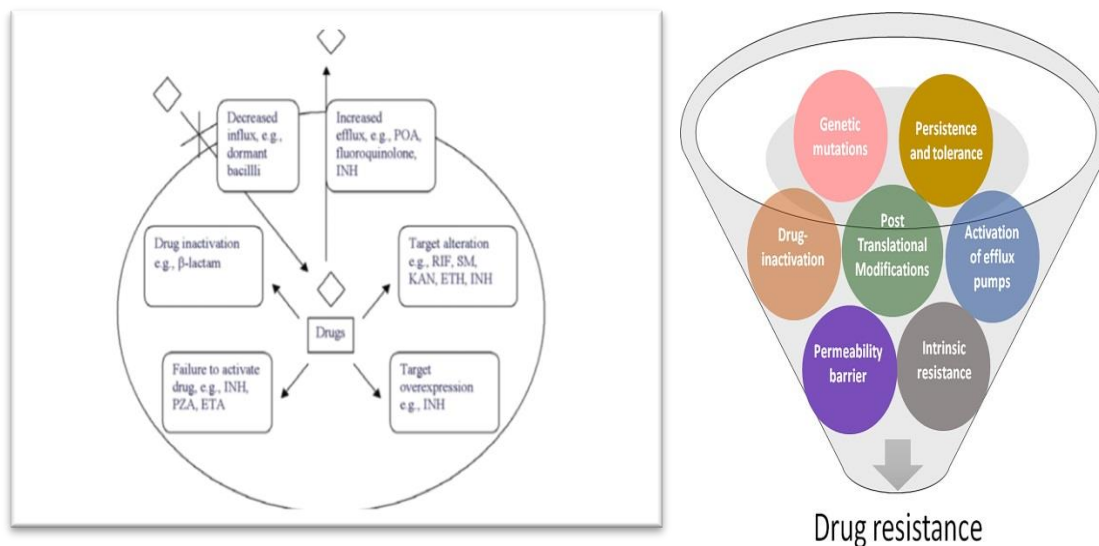 Decreased
influx, e.g.,
dormant
bacillli
Increased
efflux, e.g., POA,
fluoroquinolone,
INH
Drug inactivation
e.g., β-lactam
Target alteration
e.g., RIF, SM,
KAN, ETH, INH
Drugs
Failure to activate
drug, e.g., INH,
PZA, ETA
Target
overexpression
e.g., INH
Genetic
mutations
Persistence
and tolerance
Drug-
inactivation
Post
Translational
Modifications
Activation
of efflux
pumps
Permeability
barrier
Intrinsic
resistance
Drug resistance